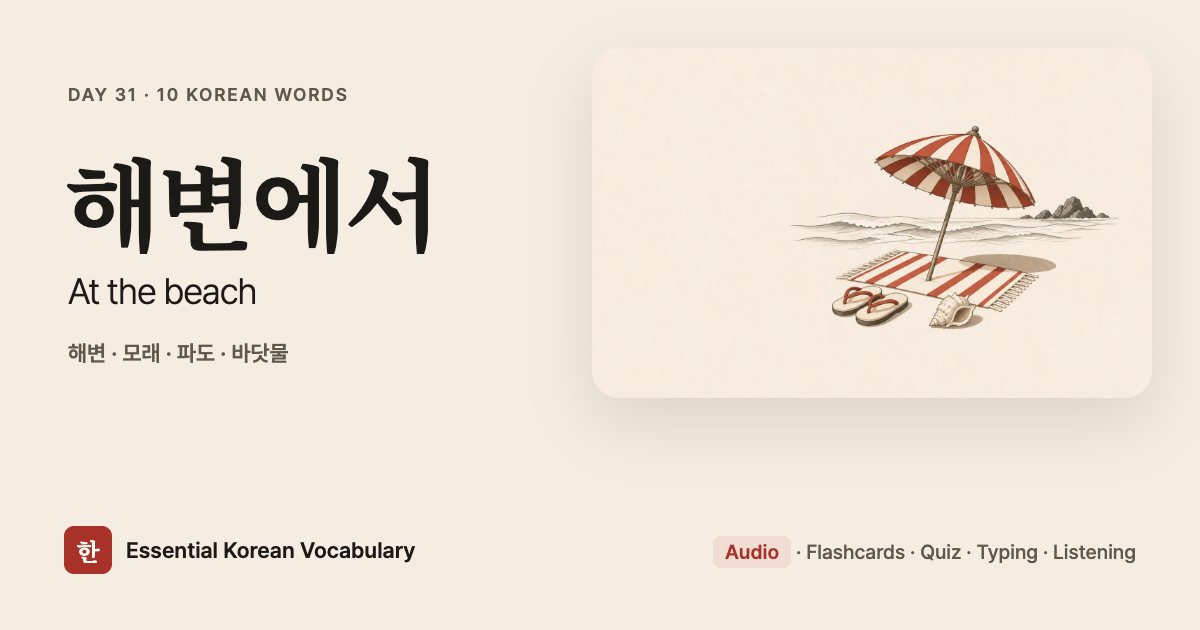 DAY 31 · 10 KOREAN WORDS
해변에서
At the beach
해변 · 모래 · 파도 · 바닷물
한 Essential Korean Vocabulary
Audio · Flashcards · Quiz · Typing · Listening